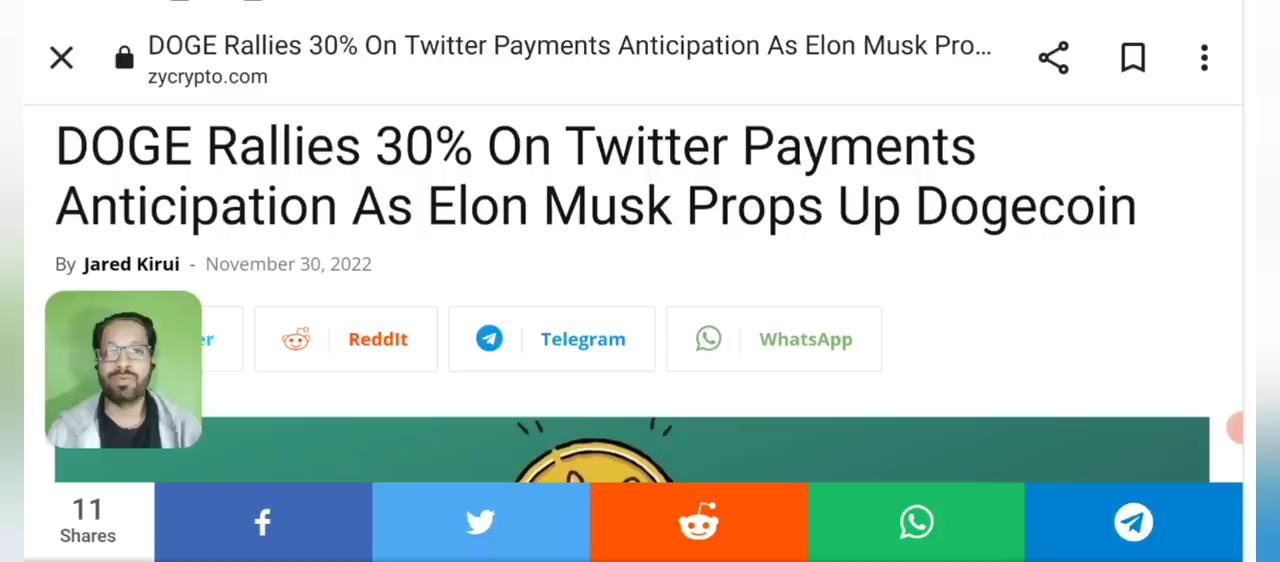 DOGE Rallies 30% On Twitter Payments Anticipation As Elon Musk Pro...
zycrypto.com
DOGE Rallies 30% On Twitter Payments
Anticipation As Elon Musk Props Up Dogecoin
By Jared Kirui - November 30, 2022
er
ReddIt
Telegram
WhatsApp
11
Shares